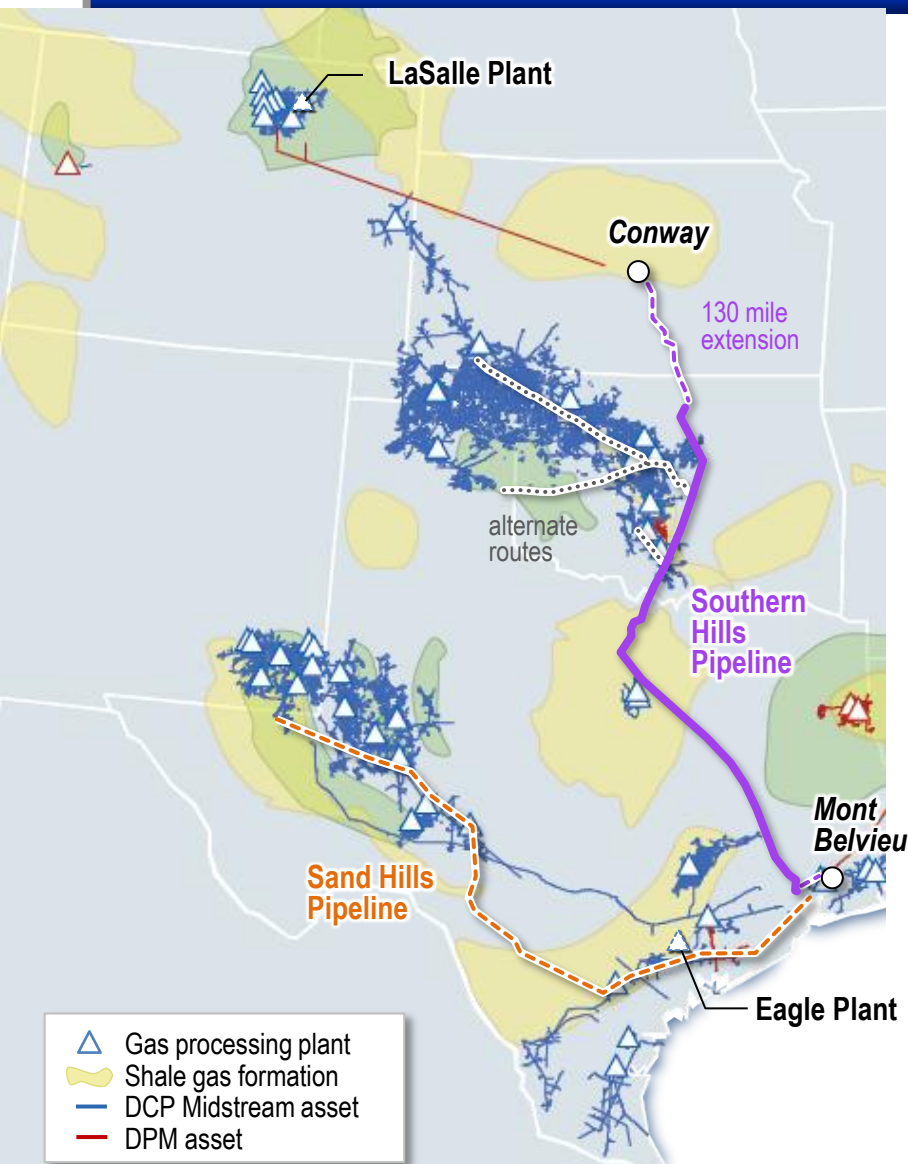 LaSalle Plant
Conway
130 mile
extension
alternate
routes
Southern
Hills
Pipeline
Mont
Belvieu
Sand Hills
Pipeline
Eagle Plant
Gas processing plant
Shale gas formation
DCP Midstream asset
DPM asset